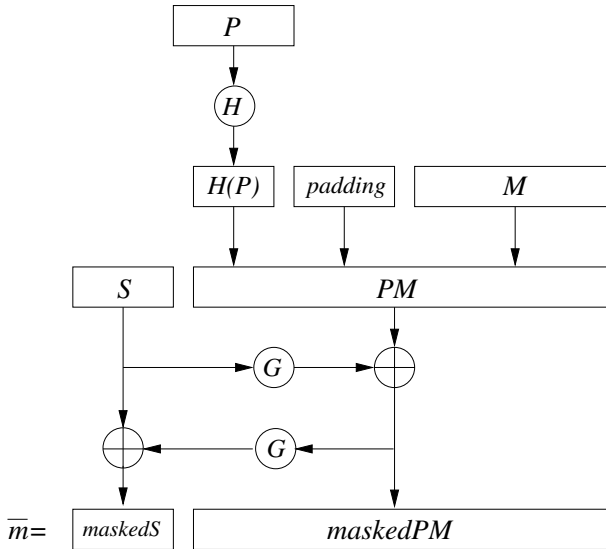 P
H
H(P) padding M
S PM
G
G
m̅= maskedS maskedPM